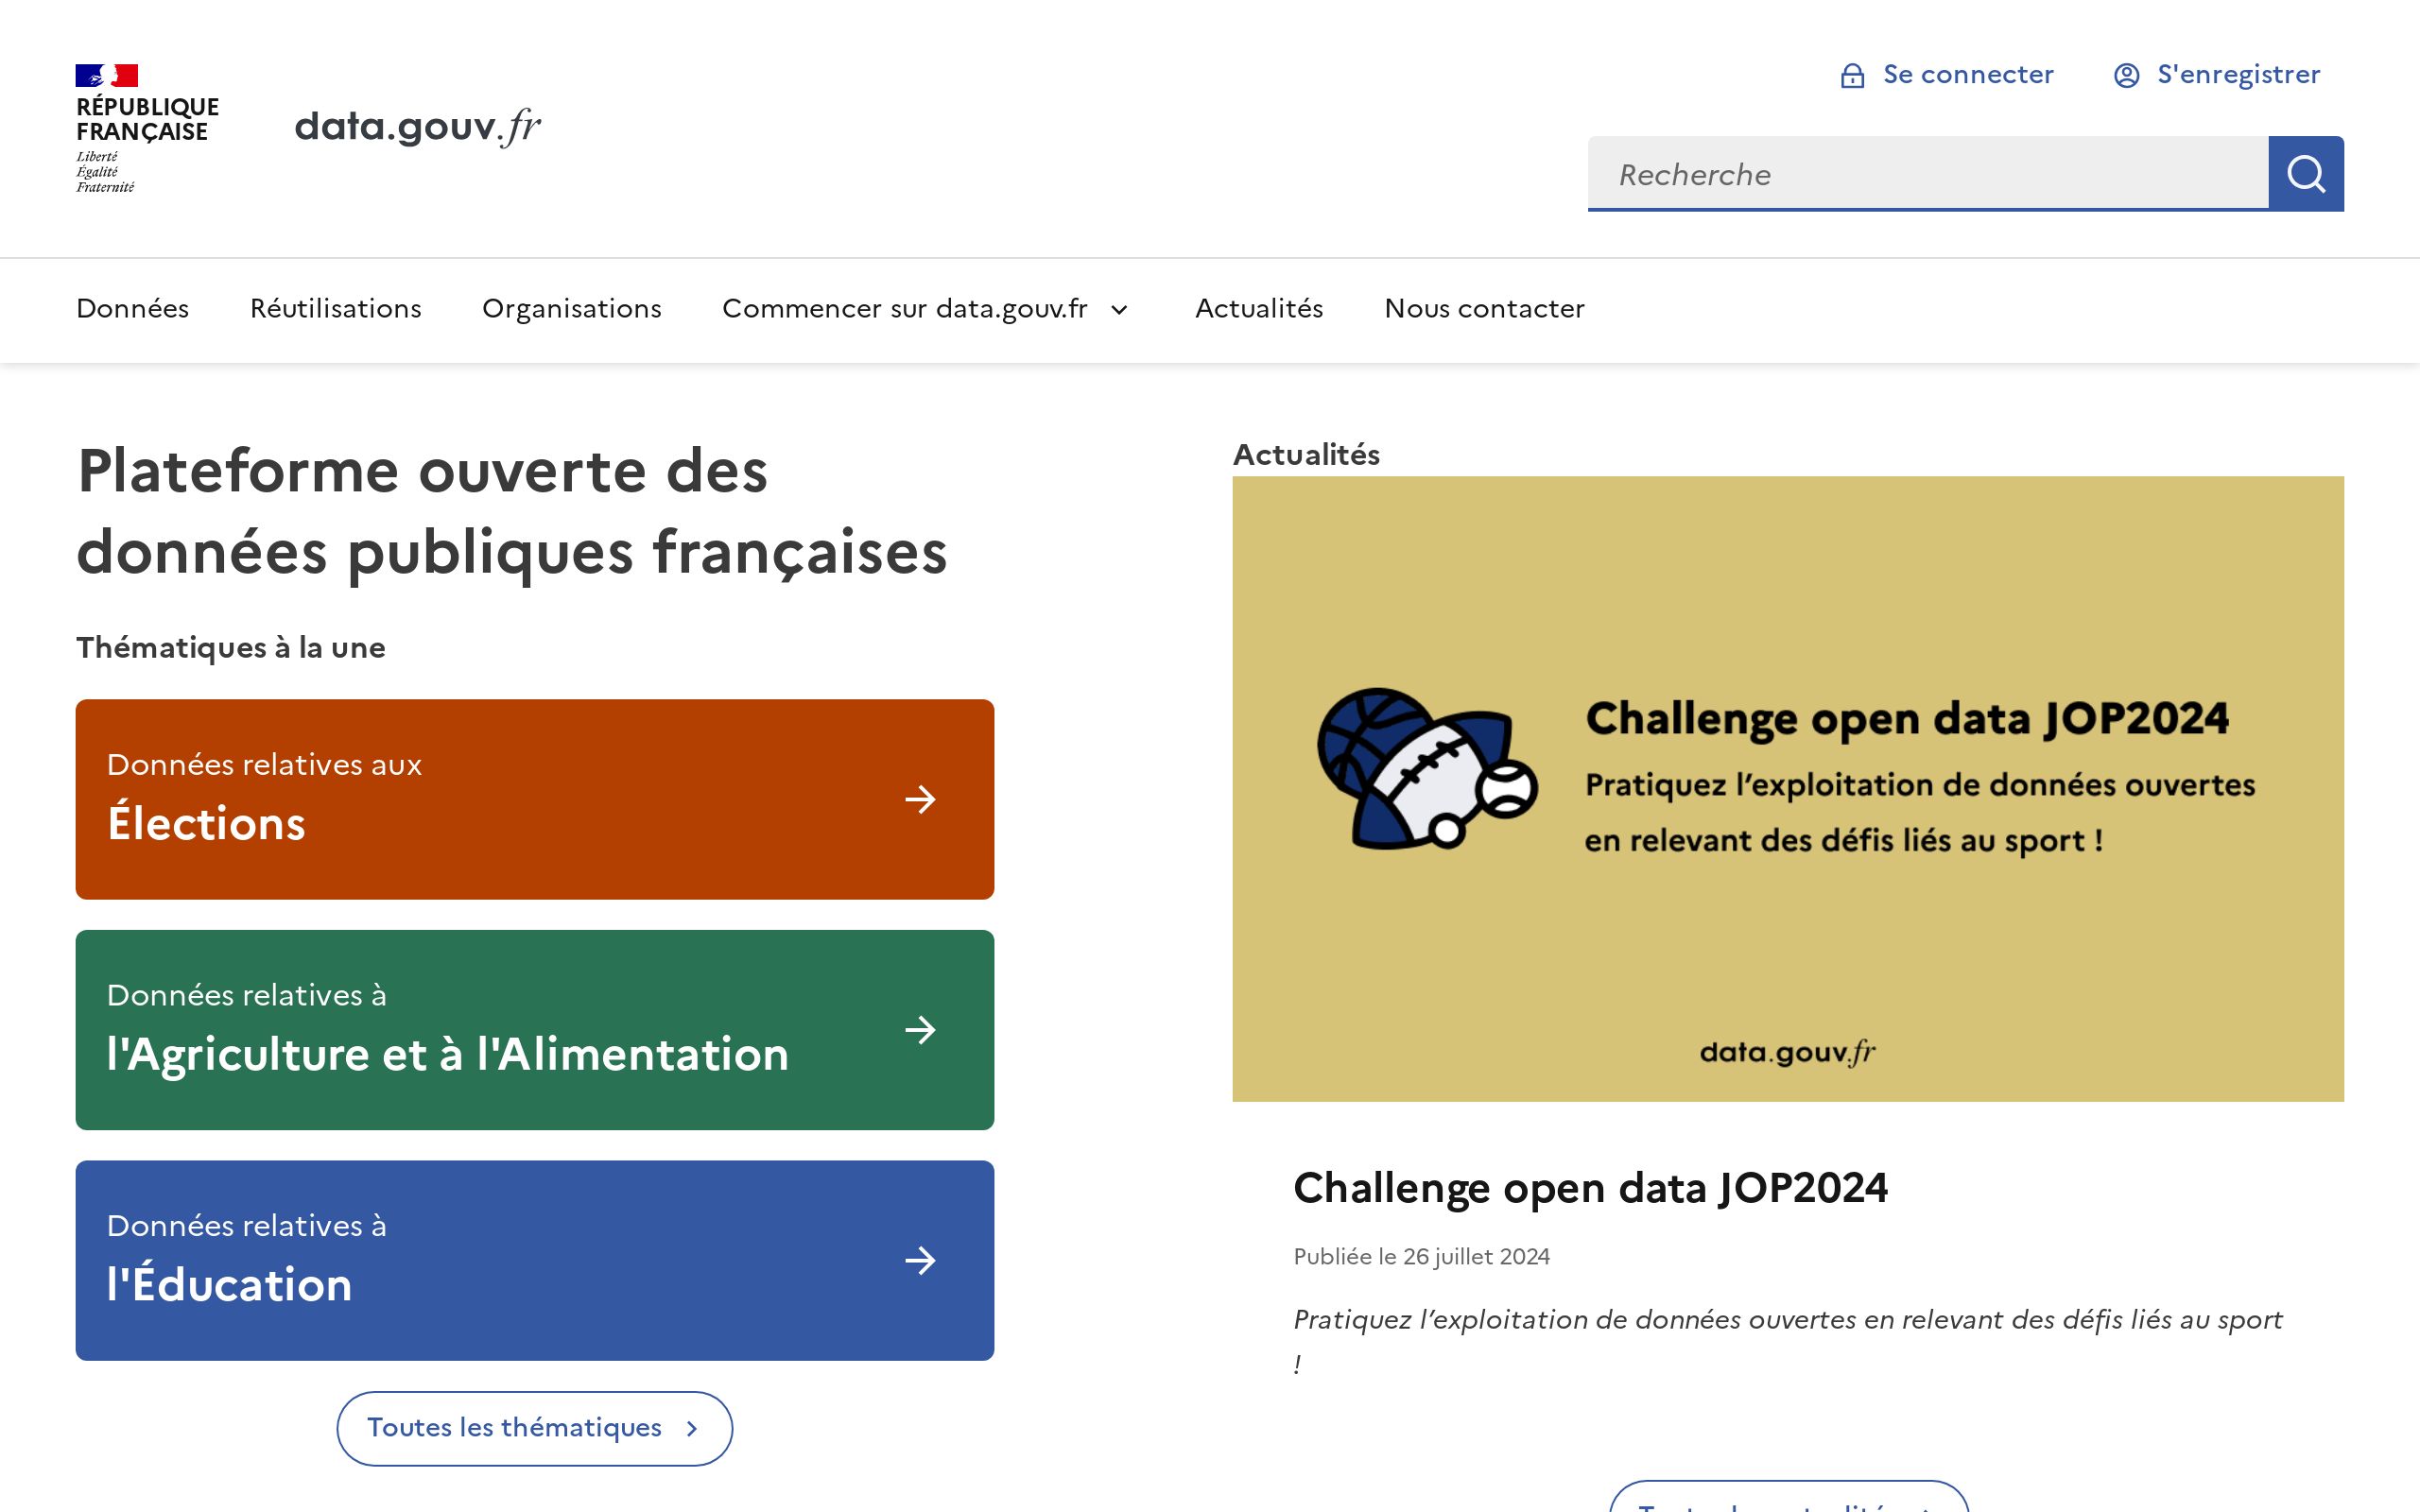 RÉPUBLIQUE
FRANÇAISE
Liberté
Égalité
Fraternité
data.gouv.fr
Se connecter
S'enregistrer
Recherche
Données
Réutilisations
Organisations
Commencer sur data.gouv.fr
Actualités
Nous contacter
Plateforme ouverte des
données publiques françaises
Thématiques à la une
Données relatives aux
Élections
Données relatives à
l'Agriculture et à l'Alimentation
Données relatives à
l'Éducation
Toutes les thématiques
Actualités
Challenge open data JOP2024
Pratiquez l’exploitation de données ouvertes
en relevant des défis liés au sport !
data.gouv.fr
Challenge open data JOP2024
Publiée le 26 juillet 2024
Pratiquez l’exploitation de données ouvertes en relevant des défis liés au sport
!